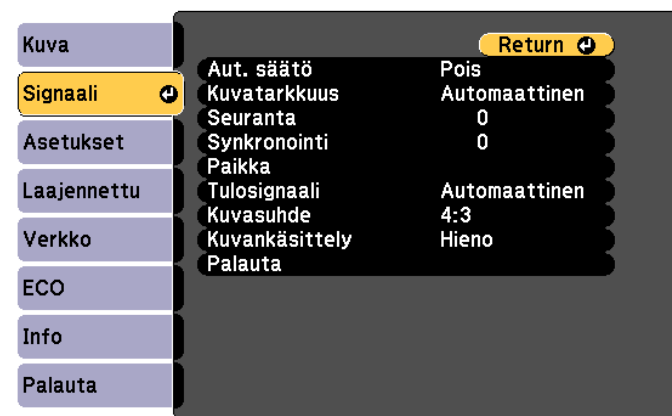 Kuva
Signaali
Asetukset
Laajennettu
Verkko
ECO
Info
Palauta
Return
Aut. säätö Pois
Kuvatarkkuus Automaattinen
Seuranta 0
Synkronointi 0
Paikka
Tulosignaali Automaattinen
Kuvasuhde 4:3
Kuvankäsittely Hieno
Palauta